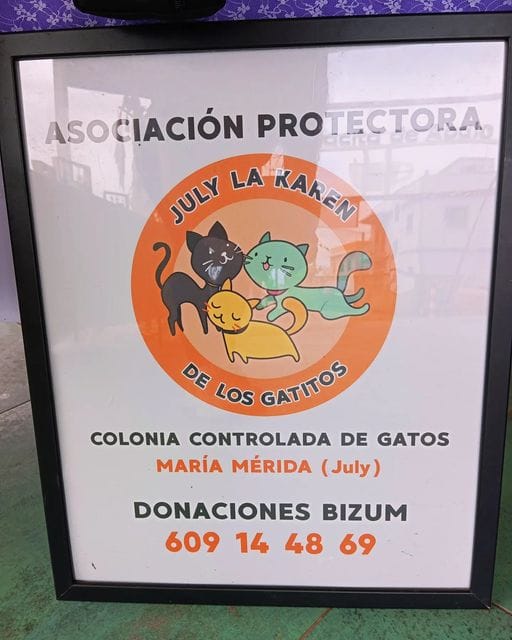 ASOCIACIÓN PROTECTORA
JULY LA KAREN
DE LOS GATITOS
COLONIA CONTROLADA DE GATOS
MARÍA MÉRIDA (July)
DONACIONES BIZUM
609 14 48 69